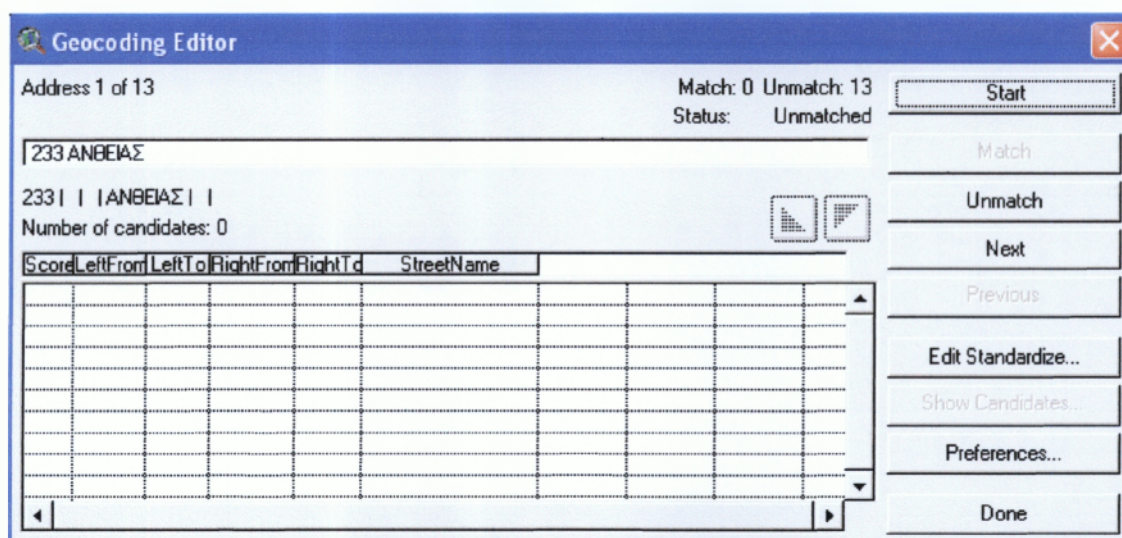 Geocoding Editor
Address 1 of 13
Match: 0 Unmatch: 13
Status: Unmatched
233 ΑΝΘΕΙΑΣ
233 | | | ΑΝΘΕΙΑΣ | |
Number of candidates: 0
Score LeftFrom LeftTo RightFrom RightTo StreetName
Start
Match
Unmatch
Next
Previous
Edit Standardize...
Show Candidates...
Preferences...
Done